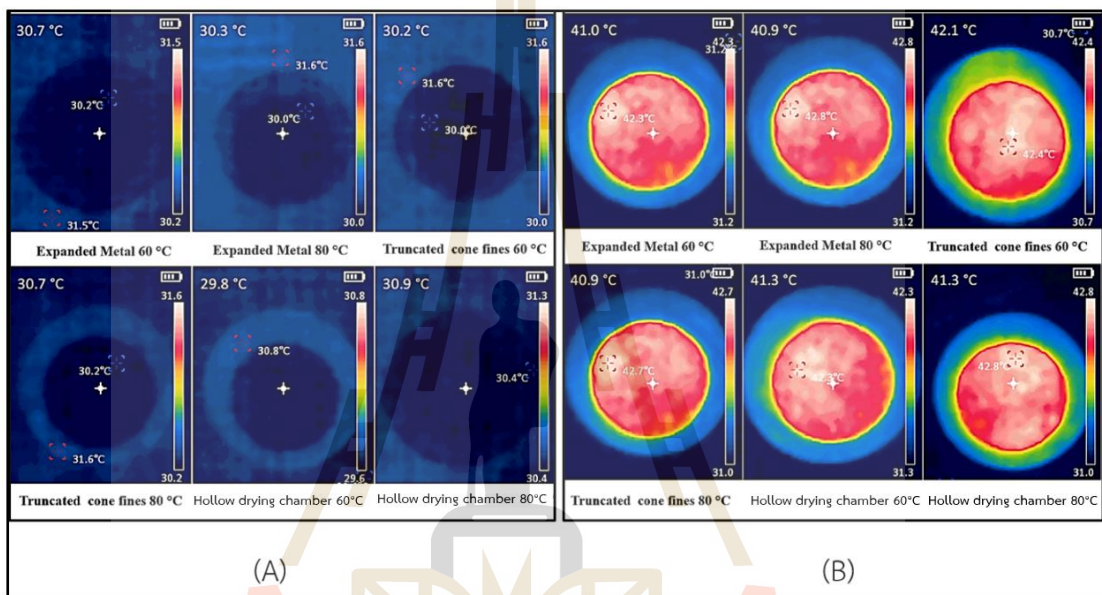 30.7 °C
31.5
30.2°C
31.5°C
30.2
Expanded Metal 60 °C
30.3 °C
31.6
31.6°C
30.0°C
30.0
Expanded Metal 80 °C
30.2 °C
31.6
31.6°C
30.0°C
30.0
Truncated cone fines 60 °C
30.7 °C
31.6
30.2°C
31.6°C
30.2
Truncated cone fines 80 °C
29.8 °C
30.8
30.8°C
29.6
Hollow drying chamber 60°C
30.9 °C
31.3
30.4°C
30.4
Hollow drying chamber 80°C
(A)
41.0 °C
42.3
31.2°C
42.3°C
31.2
Expanded Metal 60 °C
40.9 °C
42.8
42.8°C
31.2
Expanded Metal 80 °C
42.1 °C
30.7°C
42.4
42.4°C
30.7
Truncated cone fines 60 °C
40.9 °C
31.0°C
42.7
42.7°C
31.0
Truncated cone fines 80 °C
41.3 °C
42.3
42.3°C
31.3
Hollow drying chamber 60°C
41.3 °C
42.8
42.8°C
31.0
Hollow drying chamber 80°C
(B)